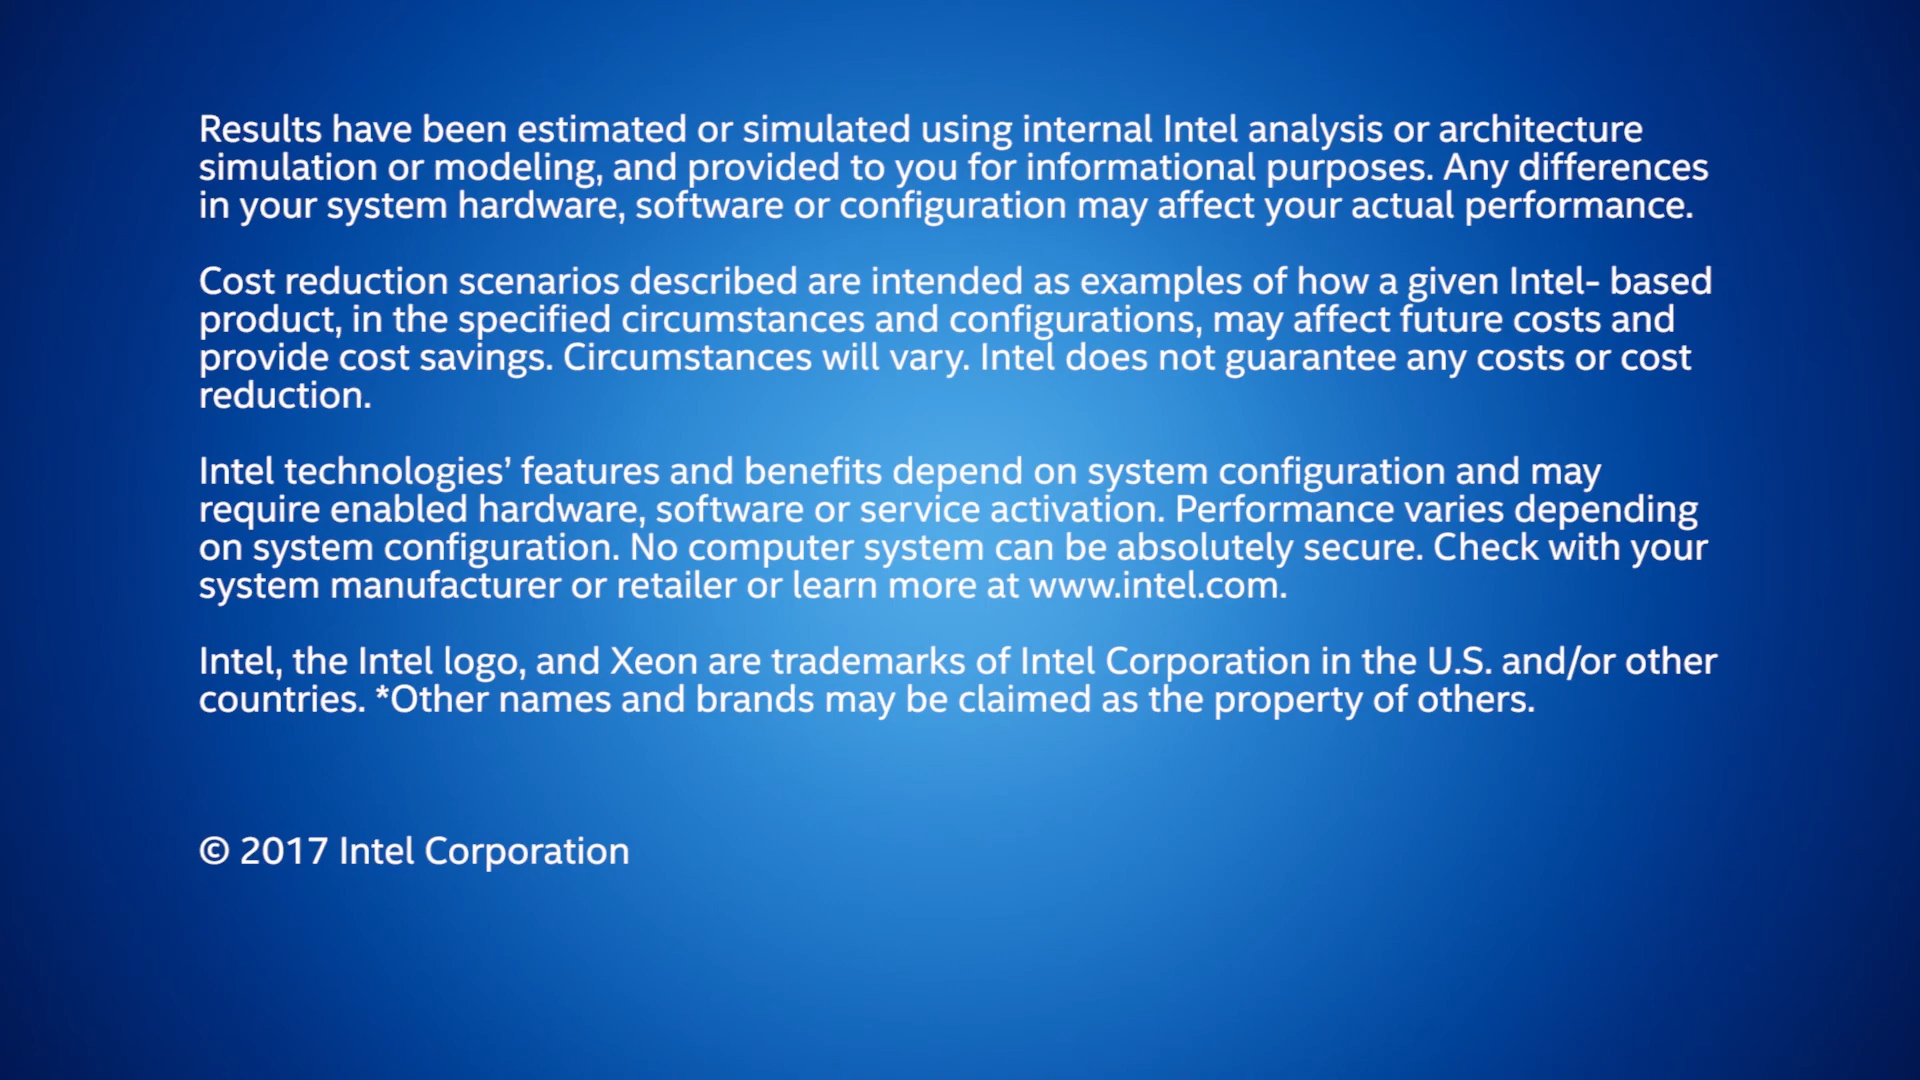 Results have been estimated or simulated using internal Intel analysis or architecture
simulation or modeling, and provided to you for informational purposes. Any differences
in your system hardware, software or configuration may affect your actual performance.
Cost reduction scenarios described are intended as examples of how a given Intel- based
product, in the specified circumstances and configurations, may affect future costs and
provide cost savings. Circumstances will vary. Intel does not guarantee any costs or cost
reduction.
Intel technologies’ features and benefits depend on system configuration and may
require enabled hardware, software or service activation. Performance varies depending
on system configuration. No computer system can be absolutely secure. Check with your
system manufacturer or retailer or learn more at www.intel.com.
Intel, the Intel logo, and Xeon are trademarks of Intel Corporation in the U.S. and/or other
countries. *Other names and brands may be claimed as the property of others.
© 2017 Intel Corporation